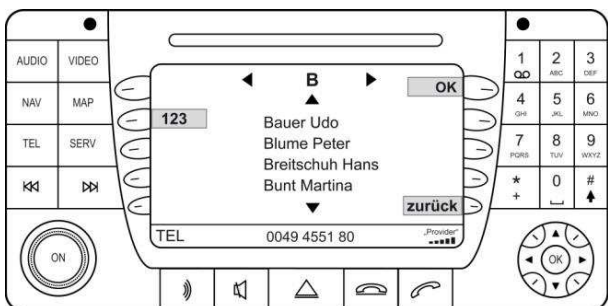 AUDIO VIDEO
NAV MAP
TEL SERV
ON
B
OK
123
Bauer Udo
Blume Peter
Breitschuh Hans
Bunt Martina
zurück
TEL 0049 4551 80 „Provider“
1 2 ABC 3 DEF
4 GHI 5 JKL 6 MNO
7 PQRS 8 TUV 9 WXYZ
* + 0 #
OK